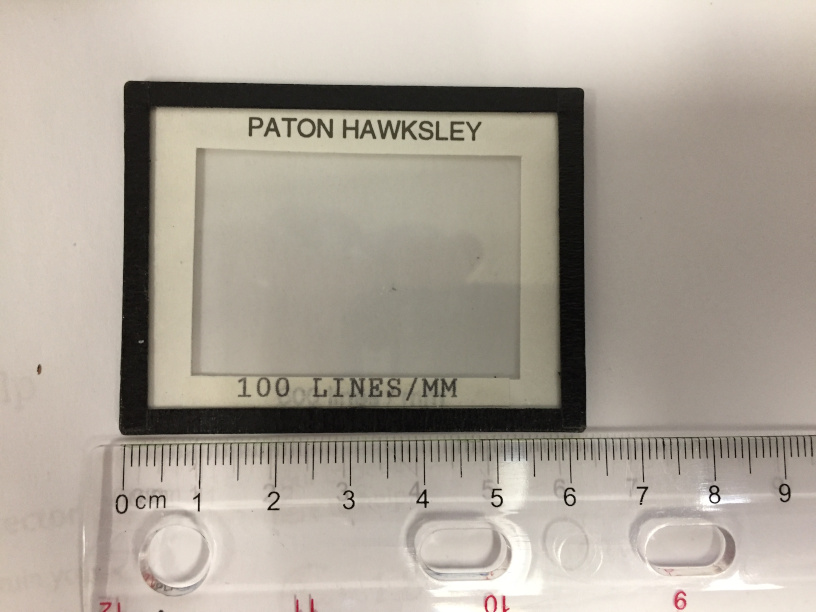 PATON HAWKSLEY
100 LINES/MM
0 cm 1 2 3 4 5 6 7 8 9
12 11 10 9